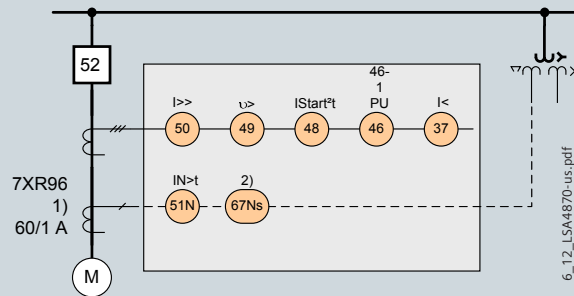 52
46-
1
I>> ʋ> IStart²t PU I<
50 49 48 46 37
7XR96
1)
60/1 A
IN>t 2)
51N 67Ns
M
6_12_LSA4870-us.pdf